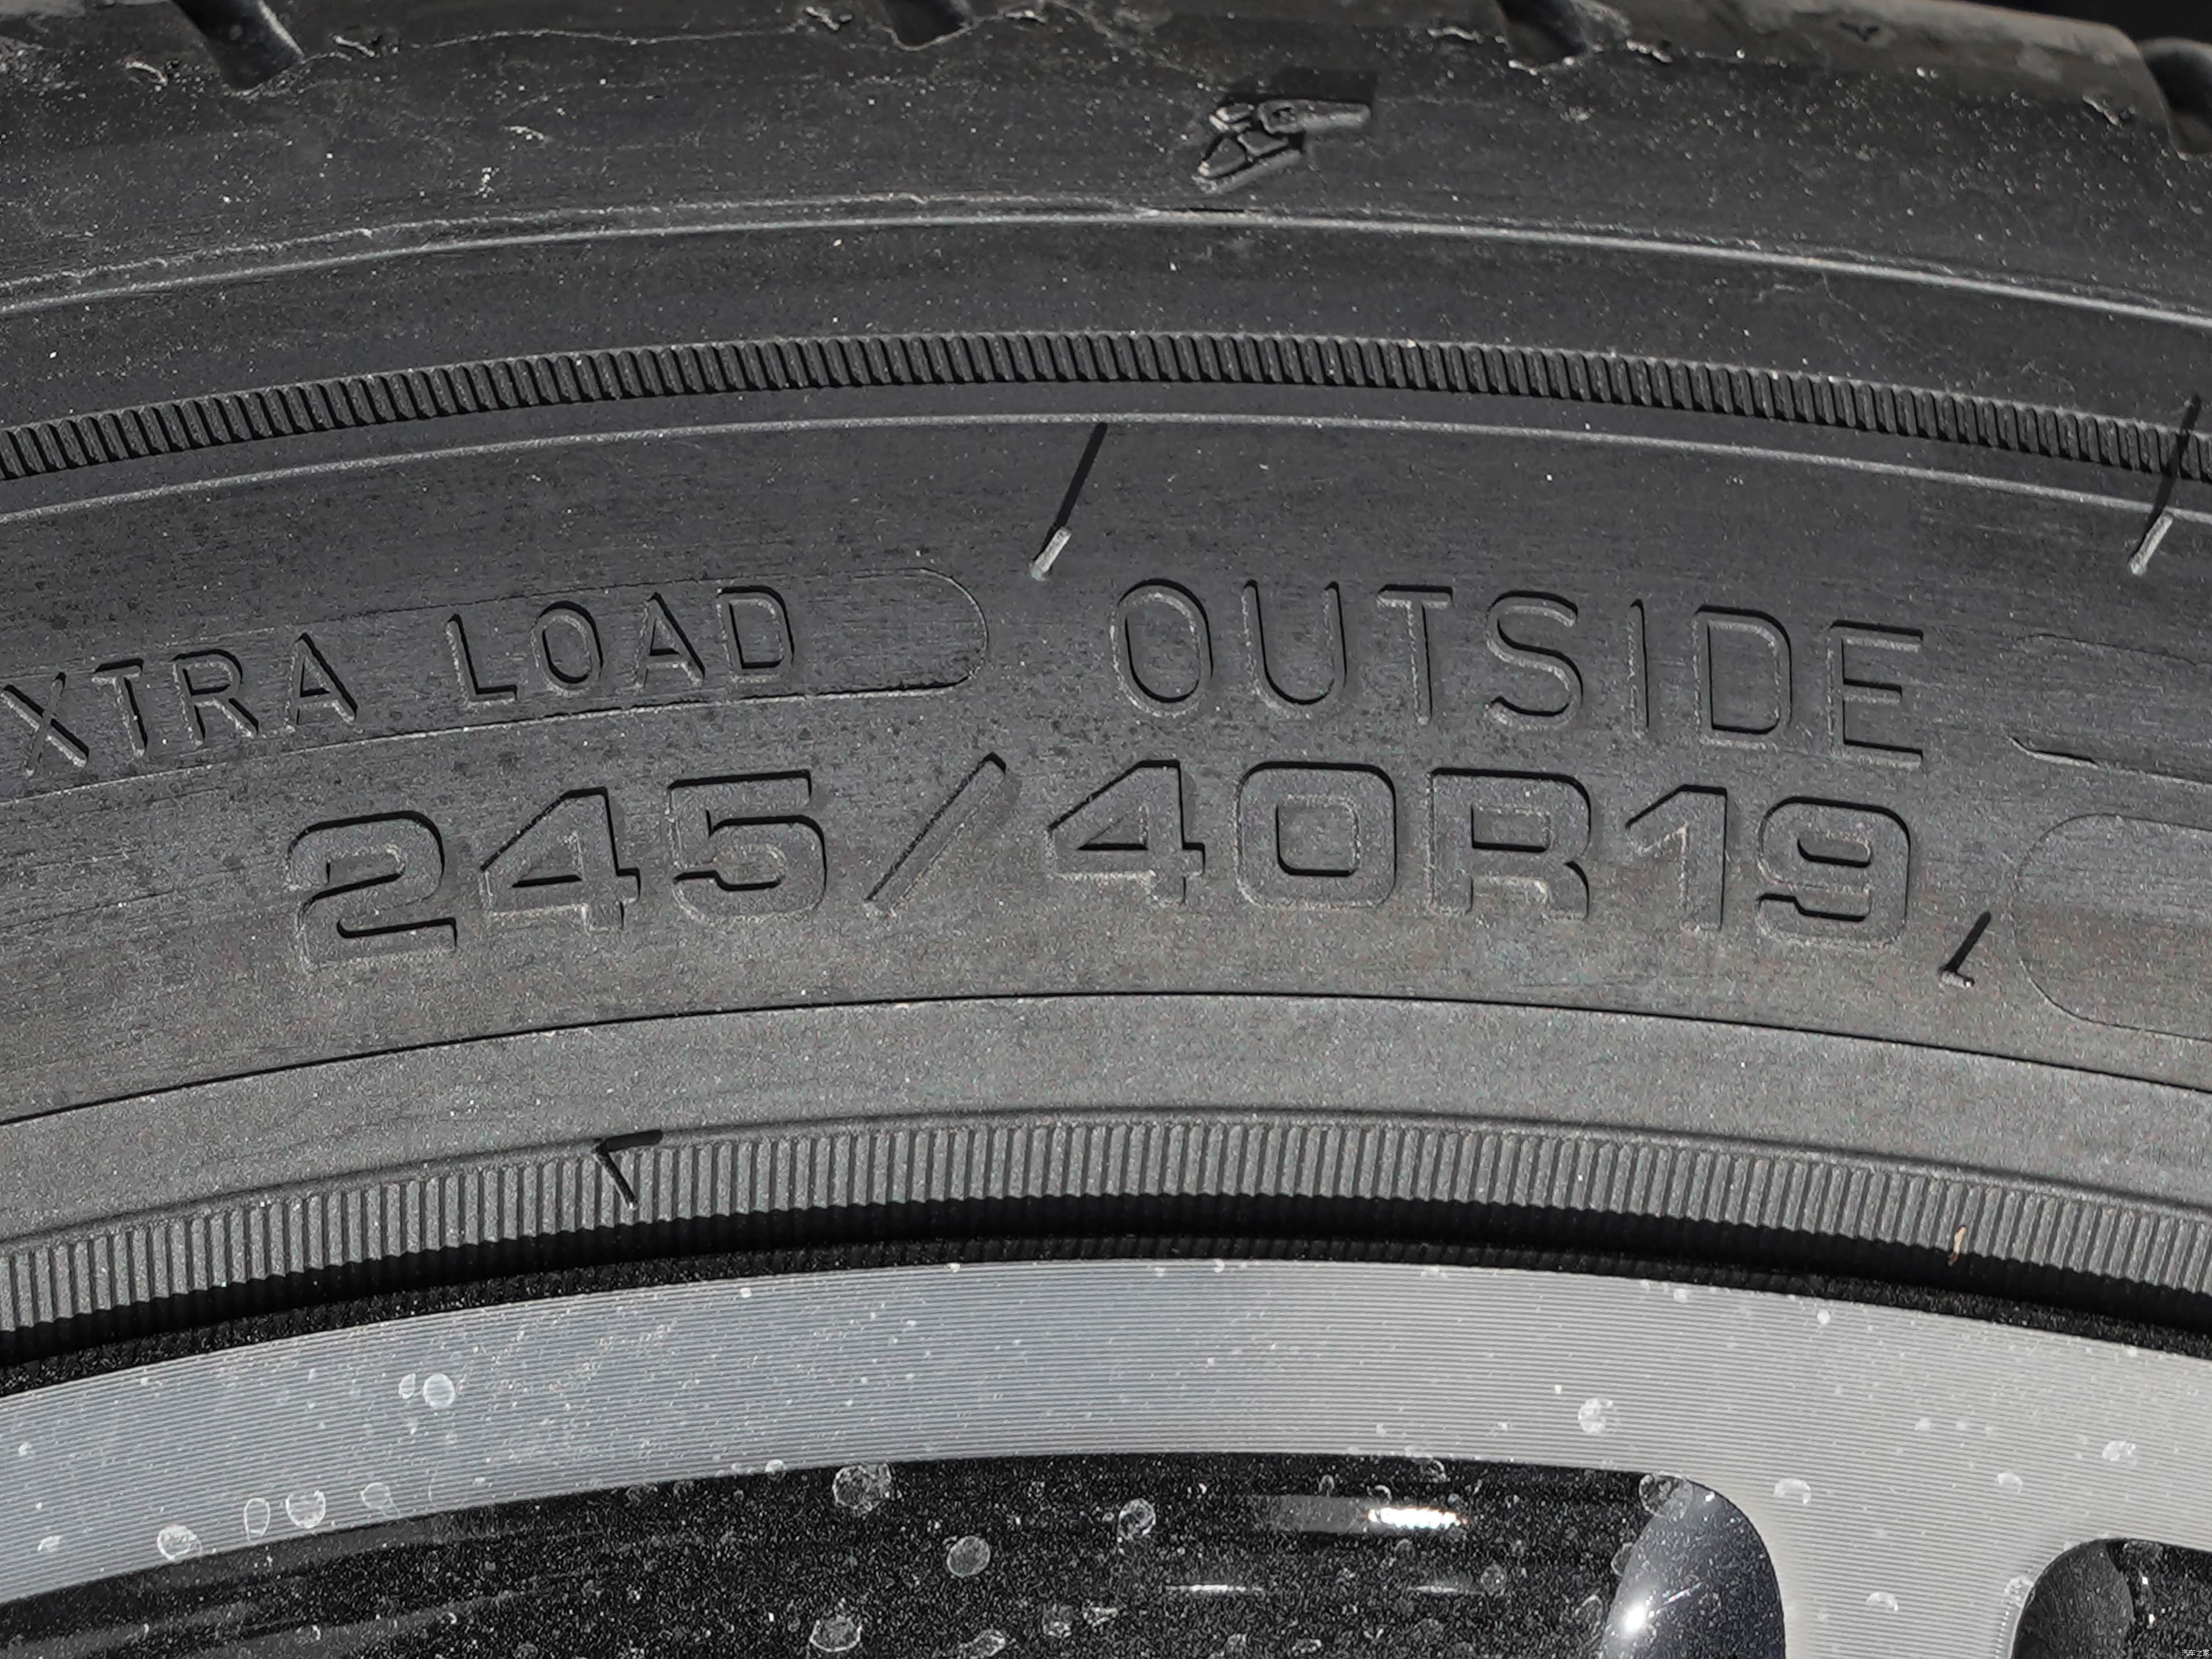 XTRA LOAD
OUTSIDE
245/40R19